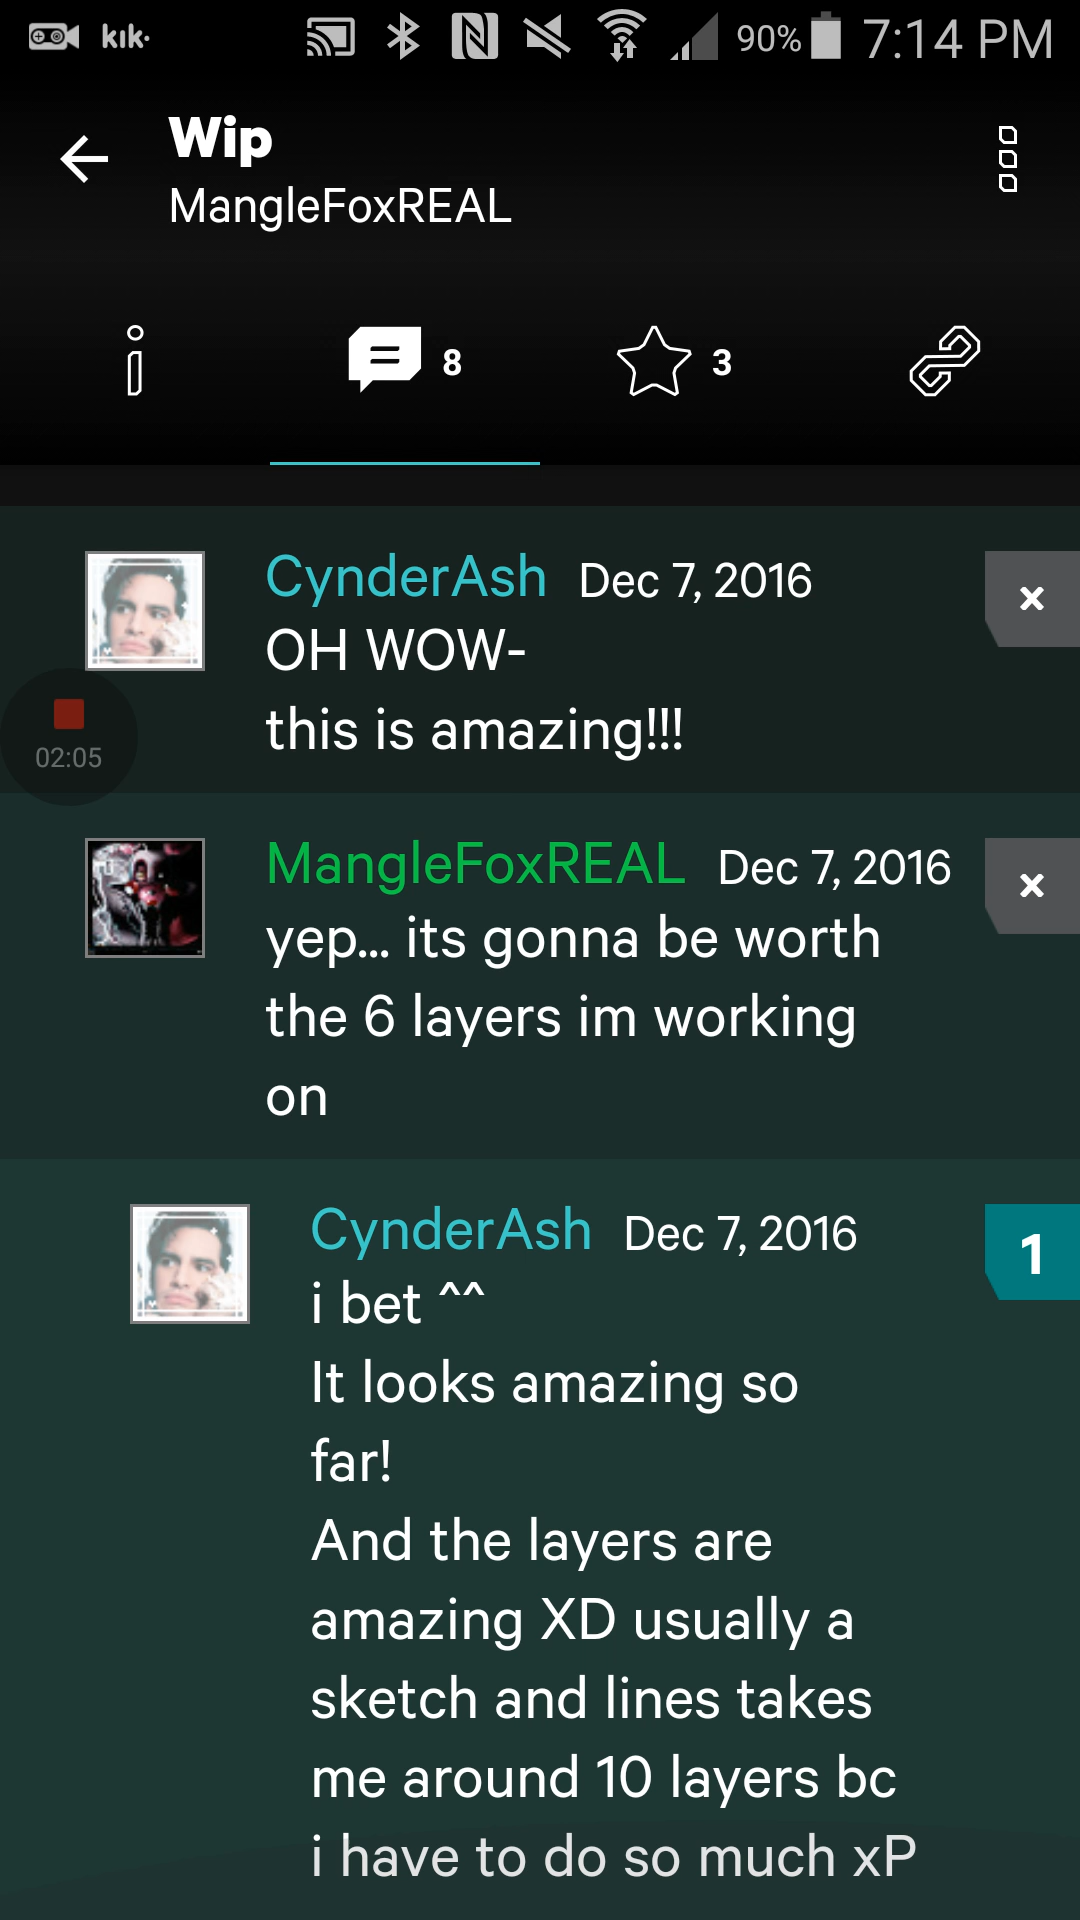 kik·
90%
7:14 PM
Wip
MangleFoxREAL
8
3
CynderAsh Dec 7, 2016
OH WOW-
this is amazing!!!
02:05
MangleFoxREAL Dec 7, 2016
yep... its gonna be worth
the 6 layers im working
on
CynderAsh Dec 7, 2016
1
i bet ^^
It looks amazing so
far!
And the layers are
amazing XD usually a
sketch and lines takes
me around 10 layers bc
i have to do so much xP